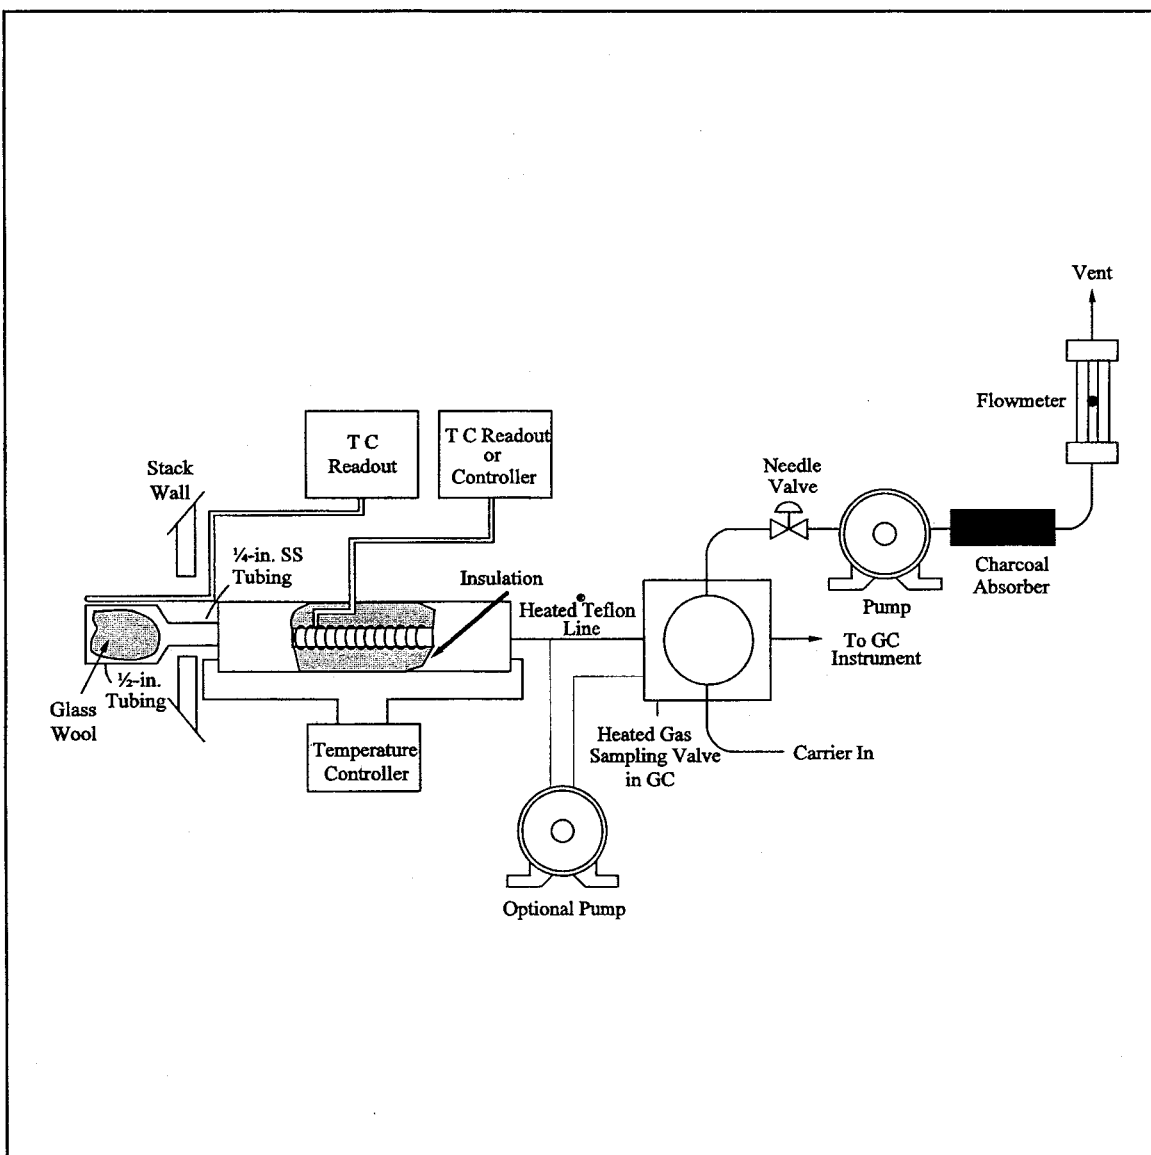 Vent
Flowmeter
Needle
Valve
T C
Readout
T C Readout
or
Controller
Stack
Wall
¼-in. SS
Tubing
Insulation
Heated Teflon
Line
Pump
Charcoal
Absorber
To GC
Instrument
½-in.
Tubing
Glass
Wool
Temperature
Controller
Heated Gas
Sampling Valve
in GC
Carrier In
Optional Pump